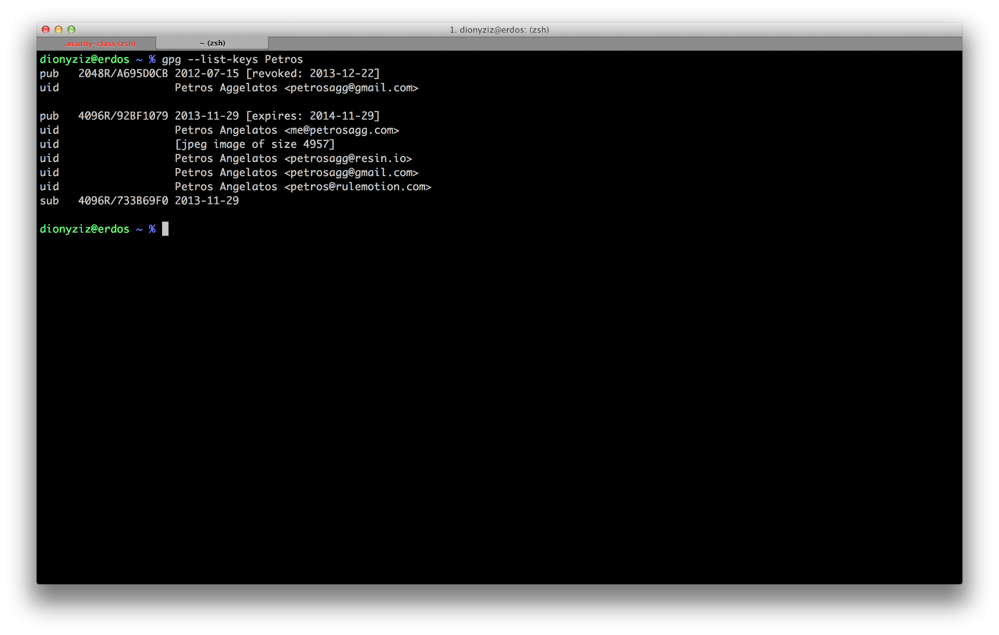 1. dionyziz@erdos: (zsh)
..ecurity-class (zsh)
~ (zsh)
dionyziz@erdos ~ % gpg --list-keys Petros
pub   2048R/A695D0CB 2012-07-15 [revoked: 2013-12-22]
uid                  Petros Aggelatos <petrosagg@gmail.com>
pub   4096R/92BF1079 2013-11-29 [expires: 2014-11-29]
uid                  Petros Angelatos <me@petrosagg.com>
uid                  [jpeg image of size 4957]
uid                  Petros Angelatos <petrosagg@resin.io>
uid                  Petros Angelatos <petrosagg@gmail.com>
uid                  Petros Angelatos <petros@rulemotion.com>
sub   4096R/733B69F0 2013-11-29
dionyziz@erdos ~ %